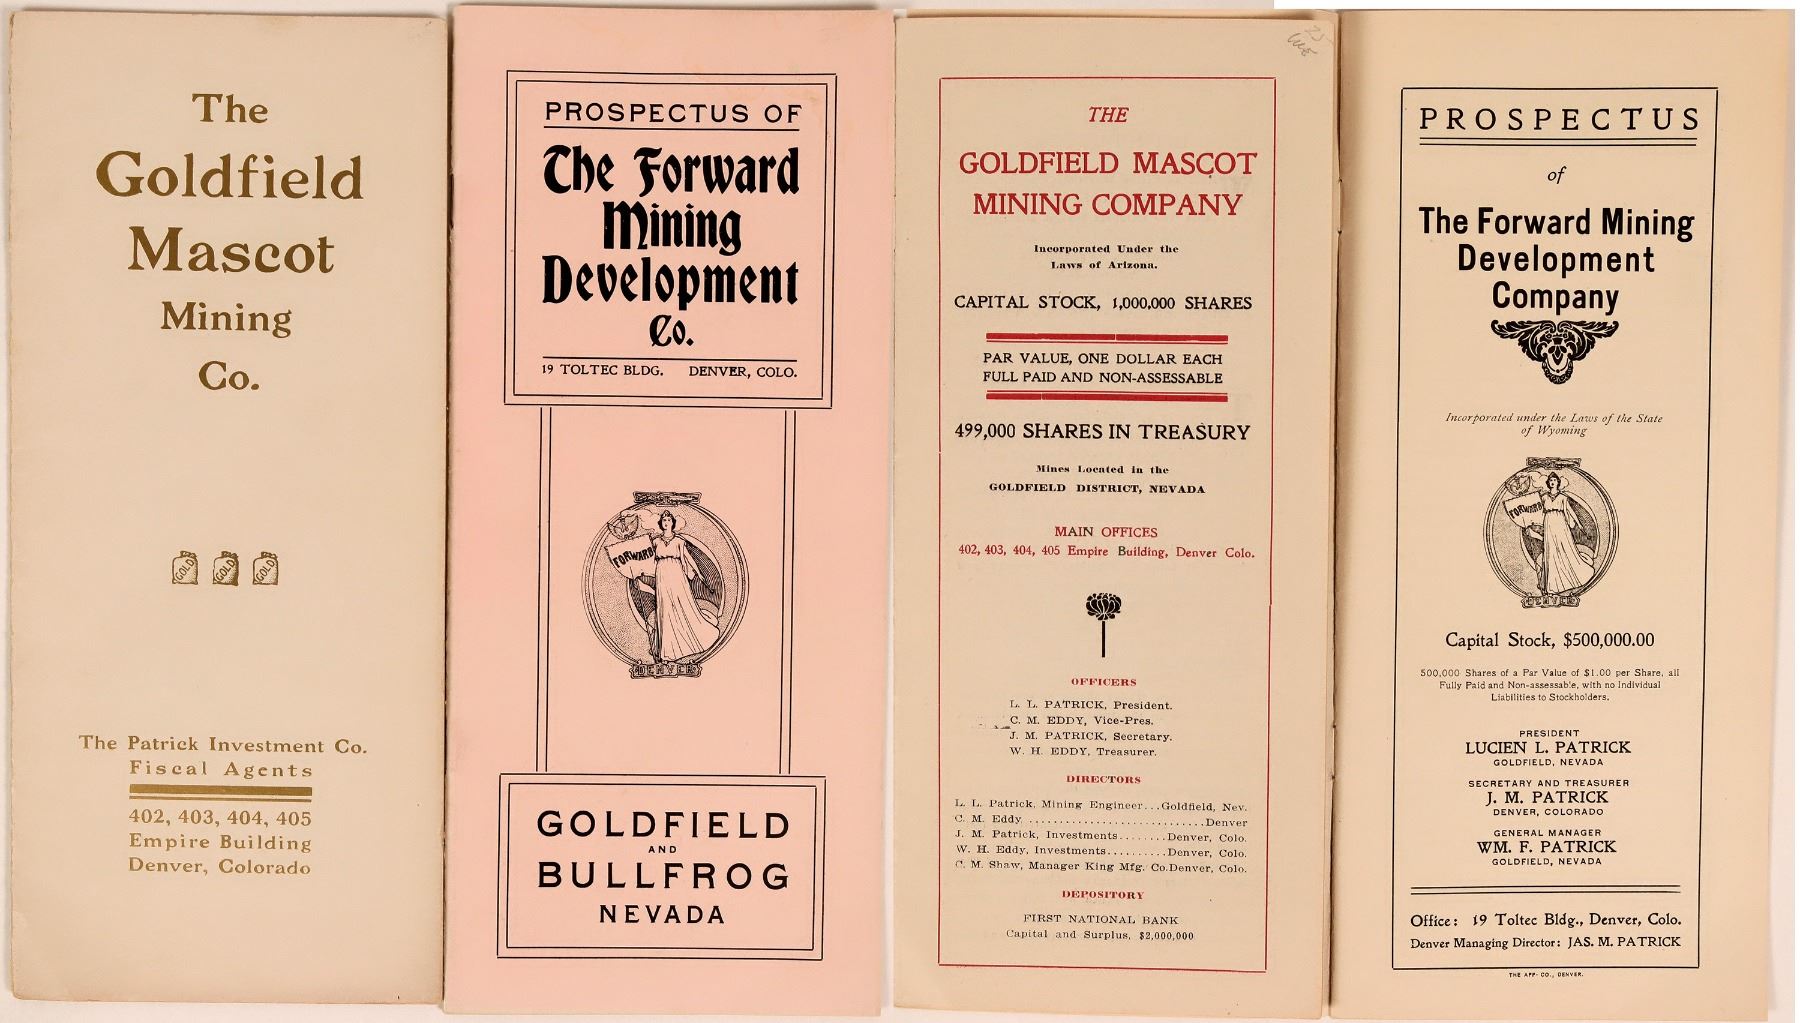 The
Goldfield
Mascot
Mining
Co.
GOLD
GOLD
GOLD
The Patrick Investment Co.
Fiscal Agents
402, 403, 404, 405
Empire Building
Denver, Colorado
PROSPECTUS OF
The Forward
Mining
Development
Co.
19 TOLTEC BLDG. DENVER, COLO.
FORWARD
DENVER
GOLDFIELD
AND
BULLFROG
NEVADA
THE
GOLDFIELD MASCOT
MINING COMPANY
Incorporated Under the
Laws of Arizona.
CAPITAL STOCK, 1,000,000 SHARES
PAR VALUE, ONE DOLLAR EACH
FULL PAID AND NON-ASSESSABLE
499,000 SHARES IN TREASURY
Mines Located in the
GOLDFIELD DISTRICT, NEVADA
MAIN OFFICES
402, 403, 404, 405 Empire Building, Denver Colo.
OFFICERS
L. L. PATRICK, President.
C. M. EDDY, Vice-Pres.
J. M. PATRICK, Secretary.
W. H. EDDY, Treasurer.
DIRECTORS
L. L. Patrick, Mining Engineer...Goldfield, Nev.
C. M. Eddy ............................Denver
J. M. Patrick, Investments........Denver, Colo.
W. H. Eddy, Investments..........Denver, Colo.
C. M. Shaw, Manager King Mfg. Co.Denver, Colo.
DEPOSITORY
FIRST NATIONAL BANK
Capital and Surplus, $2,000,000
PROSPECTUS
of
The Forward Mining
Development
Company
Incorporated under the Laws of the State
of Wyoming
FORWARD
DENVER
Capital Stock, $500,000.00
500,000 Shares of a Par Value of $1.00 per Share, all
Fully Paid and Non-assessable, with no Individual
Liabilities to Stockholders.
PRESIDENT
LUCIEN L. PATRICK
GOLDFIELD, NEVADA
SECRETARY AND TREASURER
J. M. PATRICK
DENVER, COLORADO
GENERAL MANAGER
WM. F. PATRICK
GOLDFIELD, NEVADA
Office: 19 Toltec Bldg., Denver, Colo.
Denver Managing Director: JAS. M. PATRICK
THE APP- CO., DENVER.